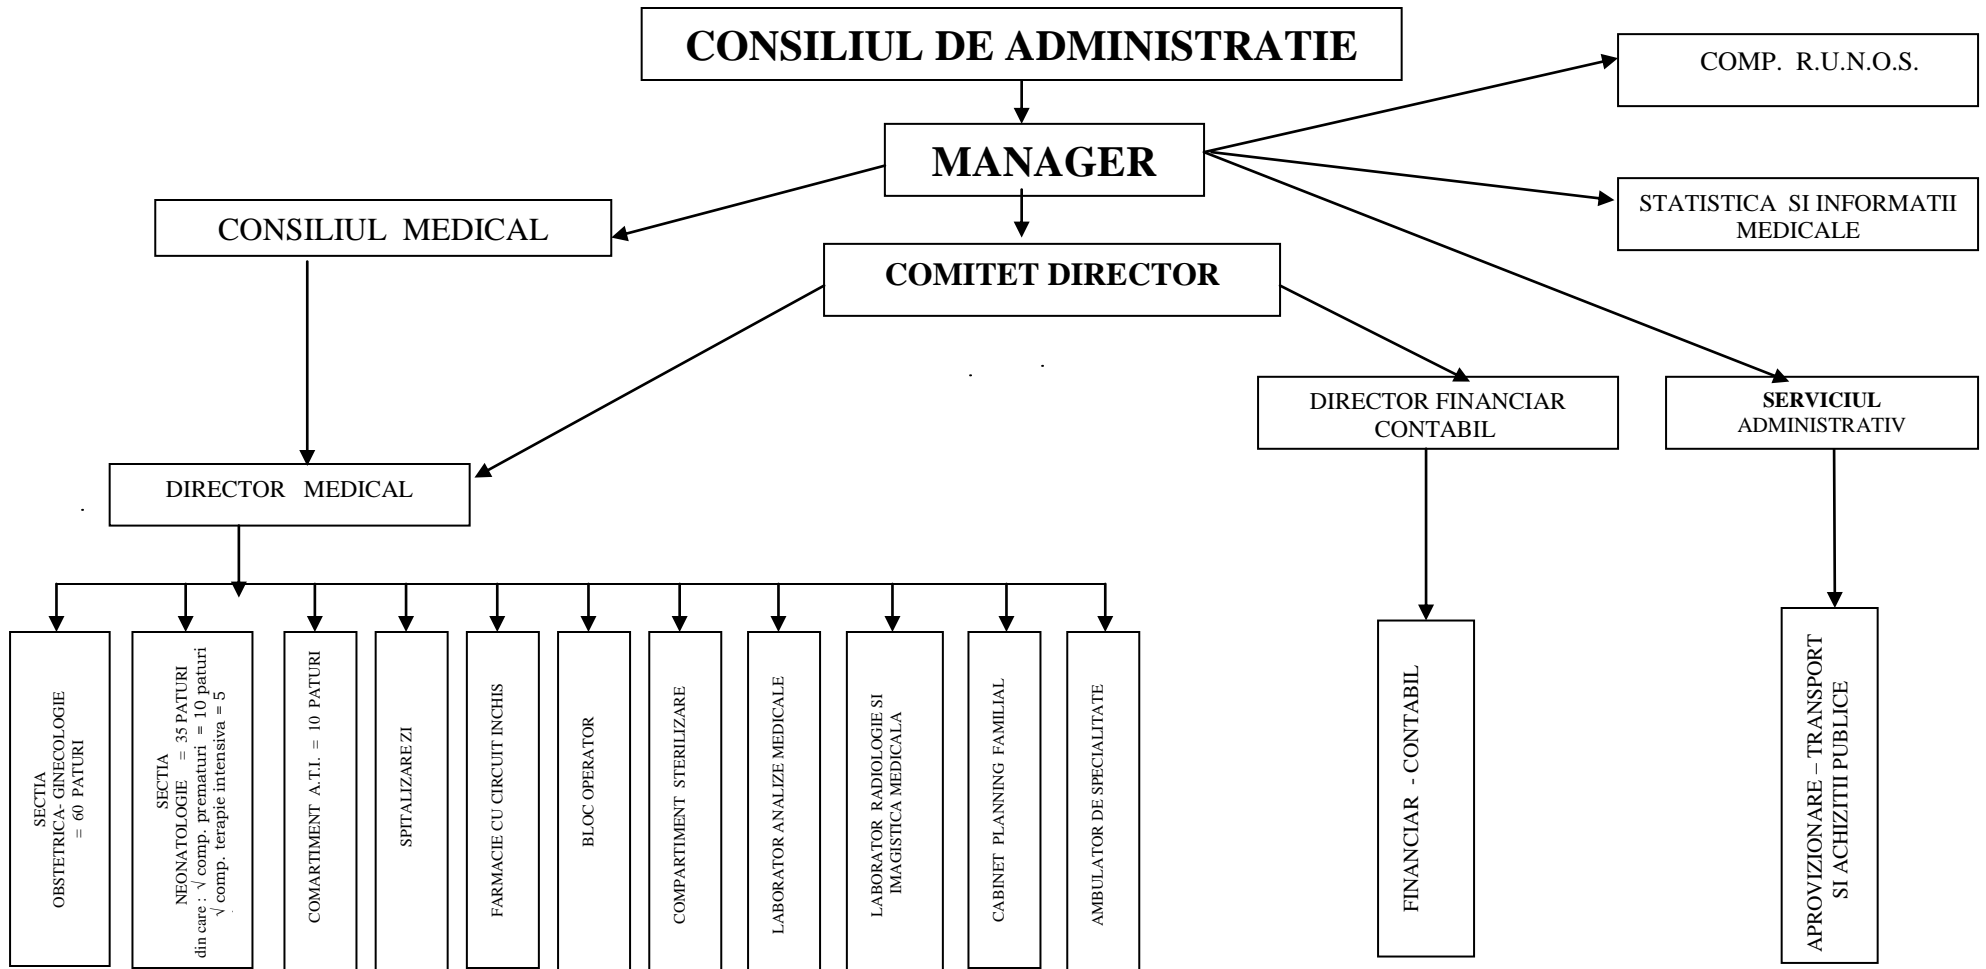 CONSILIUL DE ADMINISTRATIE
COMP. R.U.N.O.S.
MANAGER
STATISTICA SI INFORMATII
MEDICALE
CONSILIUL MEDICAL
COMITET DIRECTOR
DIRECTOR FINANCIAR
CONTABIL
SERVICIUL
ADMINISTRATIV
DIRECTOR MEDICAL
SECTIA
OBSTETRICA- GINECOLOGIE
= 60 PATURI
SECTIA
NEONATOLOGIE = 35 PATURI
din care : √ comp. prematuri = 10 paturi
√ comp. terapie intensiva = 5
COMARTIMENT A.T.I. = 10 PATURI
SPITALIZARE ZI
FARMACIE CU CIRCUIT INCHIS
BLOC OPERATOR
COMPARTIMENT STERILIZARE
LABORATOR ANALIZE MEDICALE
LABORATOR RADIOLOGIE SI
IMAGISTICA MEDICALA
CABINET PLANNING FAMILIAL
AMBULATOR DE SPECIALITATE
FINANCIAR - CONTABIL
APROVIZIONARE – TRANSPORT
SI ACHIZITII PUBLICE